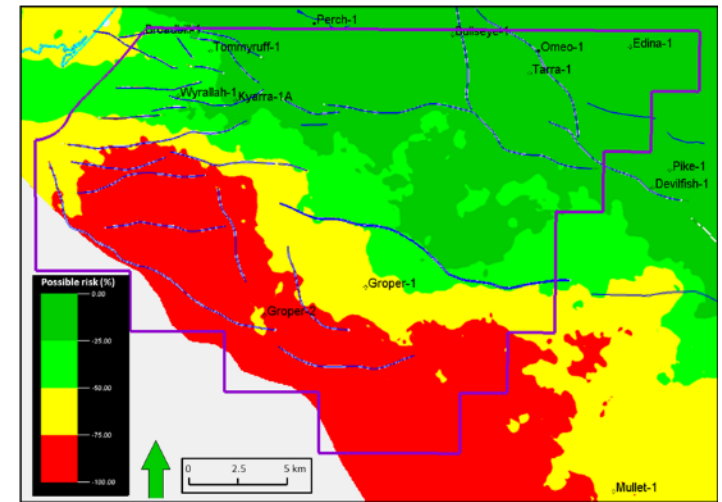 Perch-1
Broadbill-1
Bullseye-1
Tommyruff-1
Omeo-1
Edina-1
Tarra-1
Wyrallah-1
Kyarra-1A
Pike-1
Devilfish-1
Groper-1
Groper-2
Possible risk (%)
0.00
-25.00
-50.00
-75.00
-100.00
0 2.5 5 km
Mullet-1